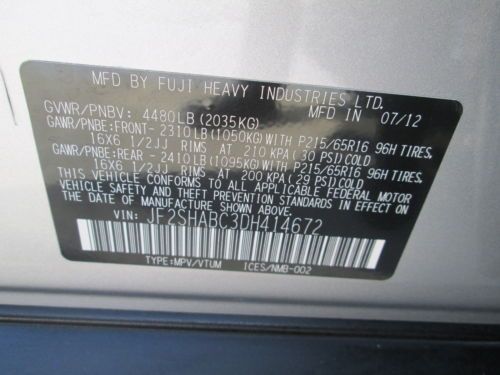 MFD BY FUJI HEAVY INDUSTRIES LTD.
GVWR/PNBV: 4480LB(2035KG) MFD IN 07/12
GAWR/PNBE:FRONT- 2310LB(1050KG)WITH P215/65R16 96H TIRES
16X6 1/2JJ RIMS AT 210 KPA(30 PSI)COLD
GAWR/PNBE:REAR - 2410LB(1095KG)WITH P215/65R16 96H TIRES
16X6 1/2JJ RIMS AT 200 KPA(29 PSI)COLD
THIS VEHICLE CONFORMS TO ALL APPLICABLE FEDERAL MOTOR
VEHICLE SAFETY AND THEFT PREVENTION STANDARDS IN EFFECT ON THE
DATE OF MANUFACTURE SHOWN ABOVE.
VIN: JF2SHABC3DH414672
TYPE:MPV/VTUM ICES/NMB-002